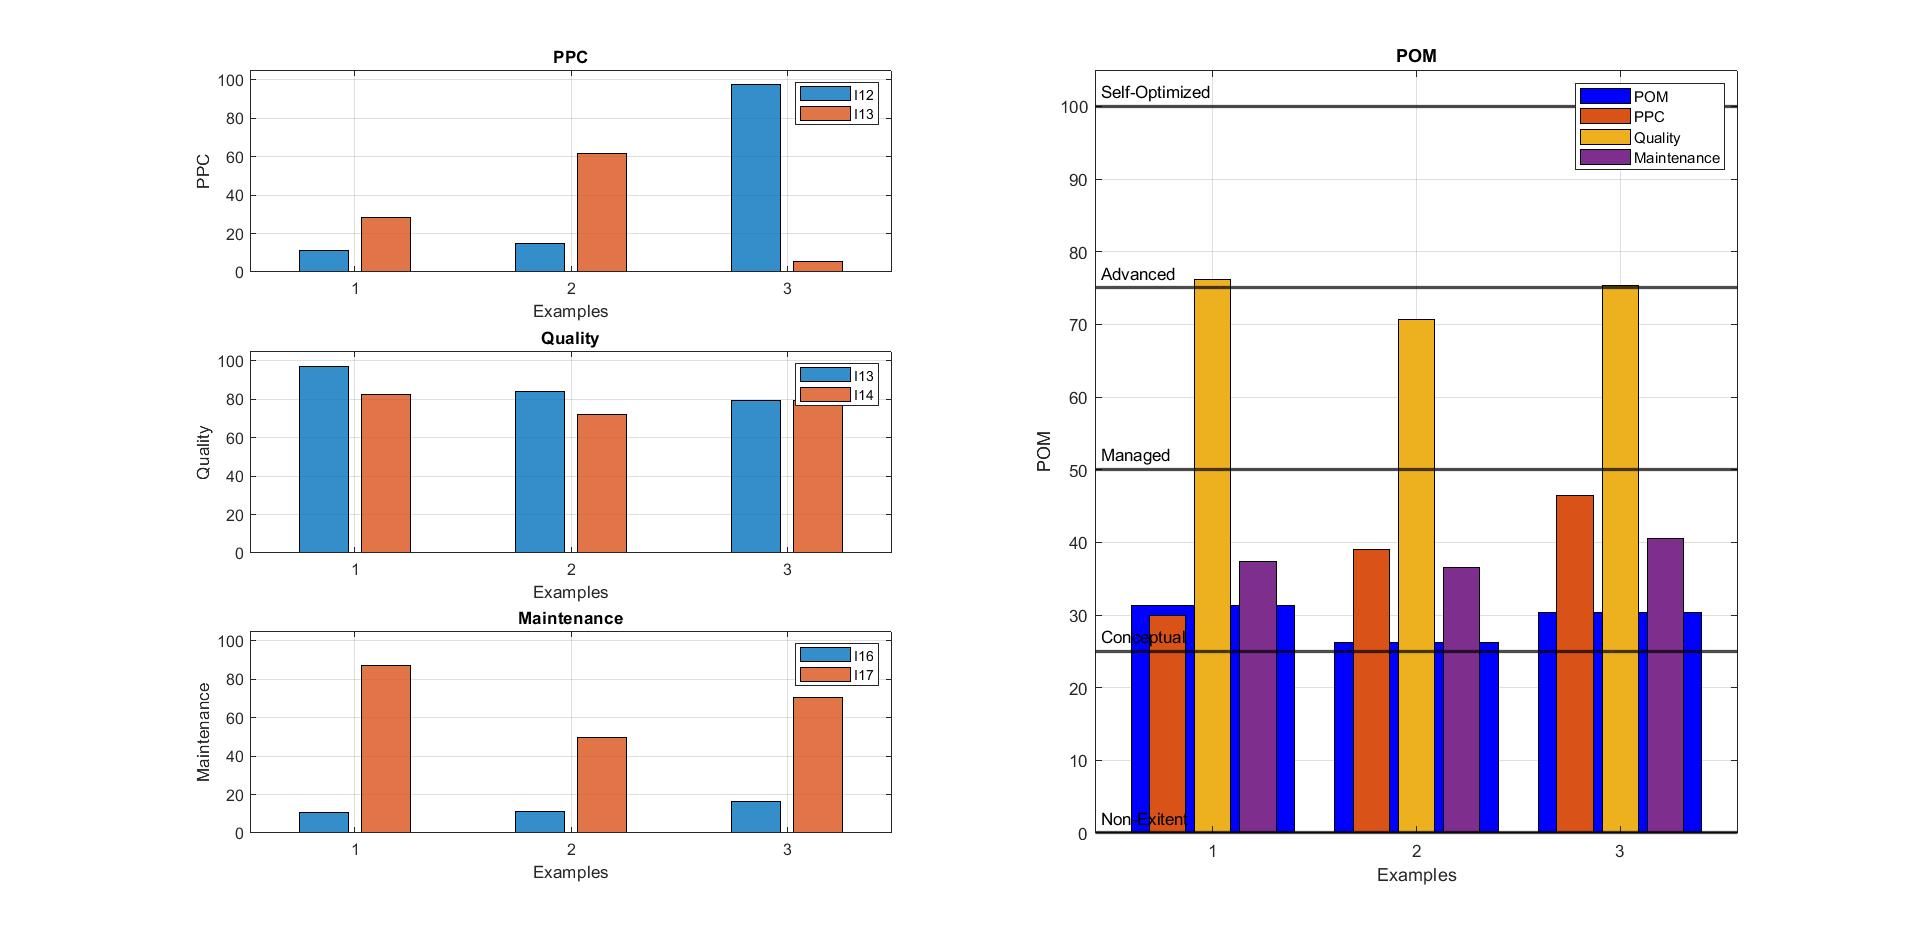 PPC
100
80
60
40
20
0
PPC
I12
I13
1 2 3
Examples
Quality
100
80
60
40
20
0
Quality
I13
I14
1 2 3
Examples
Maintenance
100
80
60
40
20
0
Maintenance
I16
I17
1 2 3
Examples
POM
100
90
80
70
60
50
40
30
20
10
0
POM
Self-Optimized
Advanced
Managed
Conceptual
Non-Exitent
POM
PPC
Quality
Maintenance
1 2 3
Examples